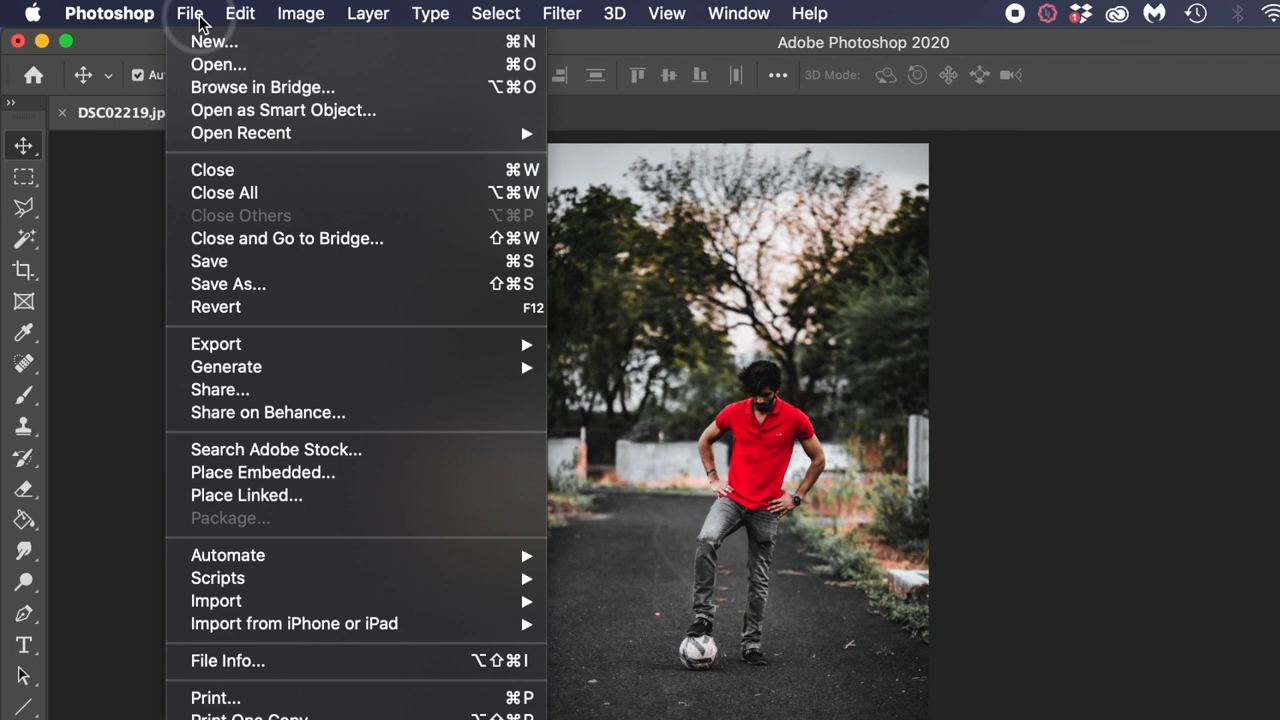 Photoshop File Edit Image Layer Type Select Filter 3D View Window Help
Adobe Photoshop 2020
3D Mode:
DSC02219.jp
New... ⌘N
Open... ⌘O
Browse in Bridge... ⌥⌘O
Open as Smart Object...
Open Recent ▶
Close ⌘W
Close All ⌥⌘W
Close Others ⌥⌘P
Close and Go to Bridge... ⇧⌘W
Save ⌘S
Save As... ⇧⌘S
Revert F12
Export ▶
Generate ▶
Share...
Share on Behance...
Search Adobe Stock...
Place Embedded...
Place Linked...
Package...
Automate ▶
Scripts ▶
Import ▶
Import from iPhone or iPad ▶
File Info... ⌥⇧⌘I
Print... ⌘P
Print One Copy ⌥⇧⌘P